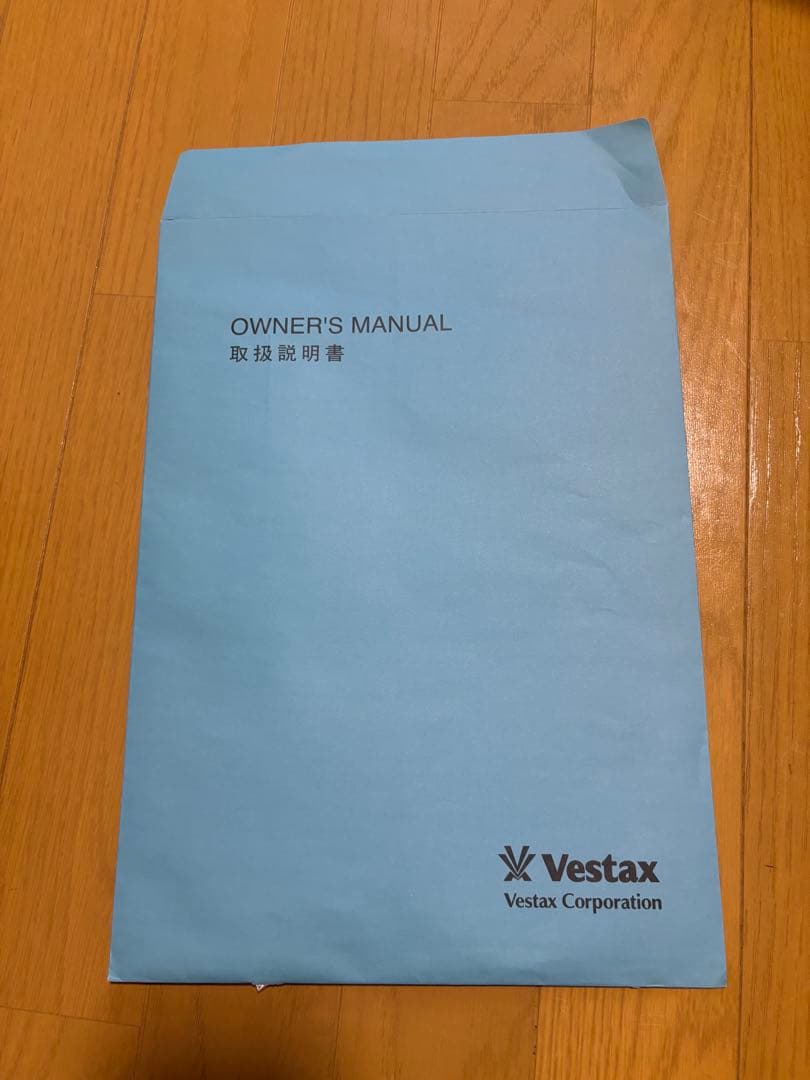 OWNER'S MANUAL
取扱説明書
Vestax
Vestax Corporation